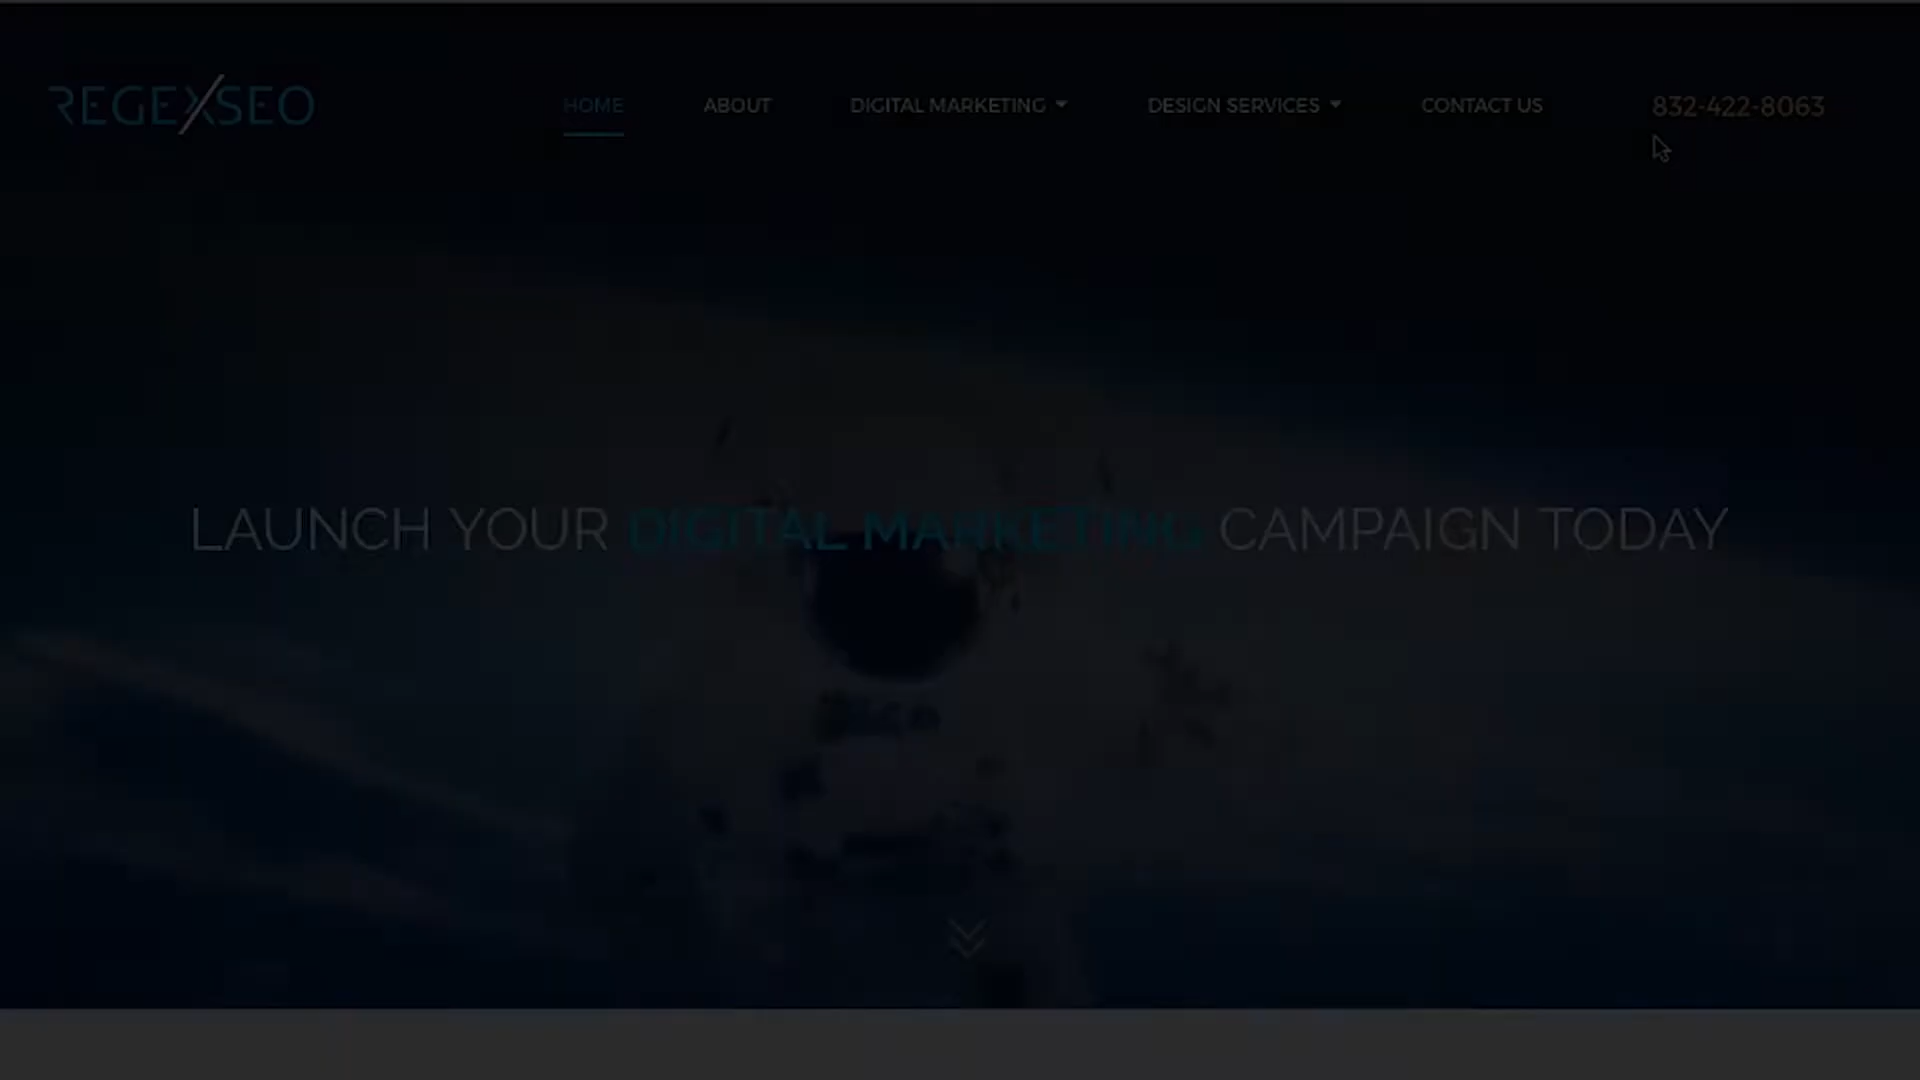 REGEXSEO
HOME ABOUT DIGITAL MARKETING DESIGN SERVICES CONTACT US 832-422-8063
LAUNCH YOUR DIGITAL MARKETING CAMPAIGN TODAY